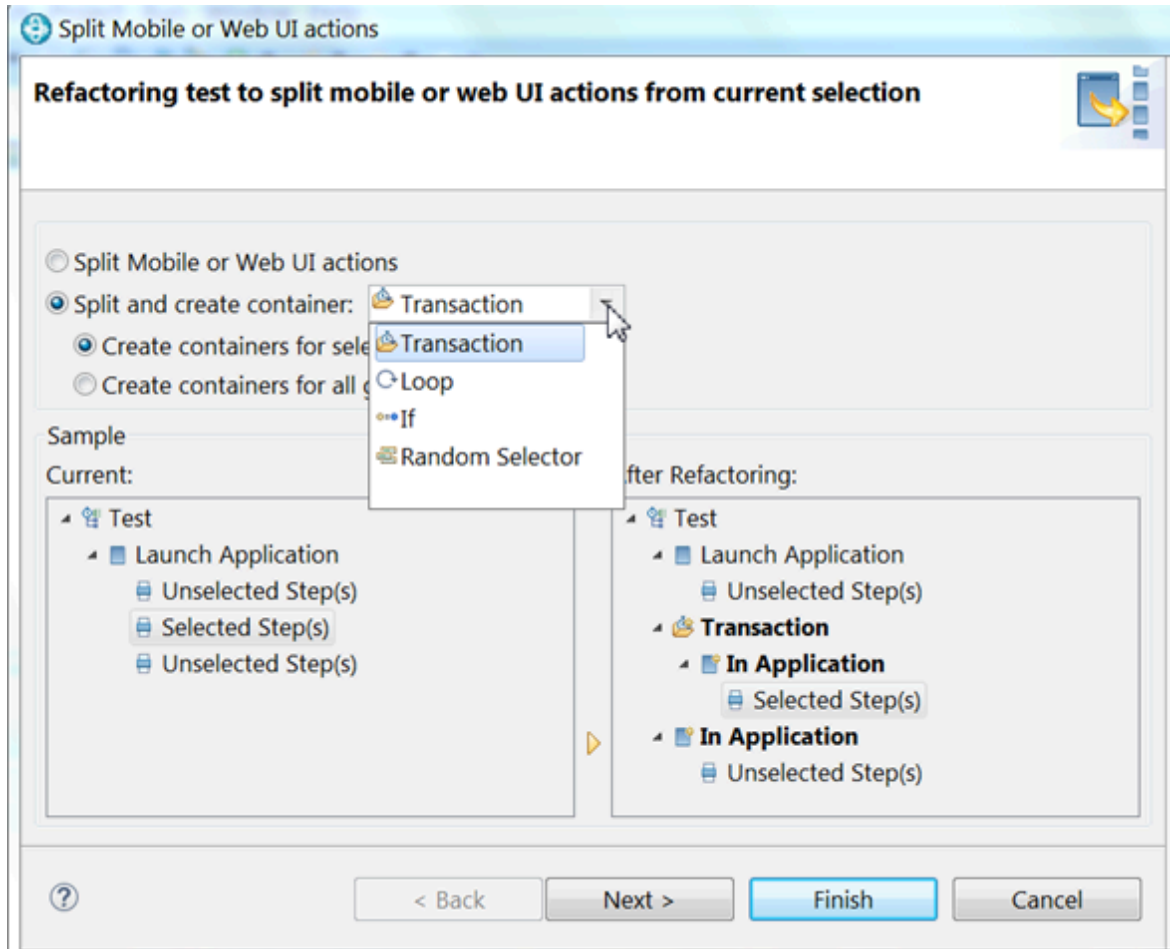 Split Mobile or Web UI actions
Refactoring test to split mobile or web UI actions from current selection
Split Mobile or Web UI actions
Split and create container: Transaction
Create containers for sele
Transaction
Create containers for all
Loop
If
Random Selector
Sample
Current:
fter Refactoring:
Test
Launch Application
Unselected Step(s)
Selected Step(s)
Unselected Step(s)
Test
Launch Application
Unselected Step(s)
Transaction
In Application
Selected Step(s)
In Application
Unselected Step(s)
?
< Back
Next >
Finish
Cancel